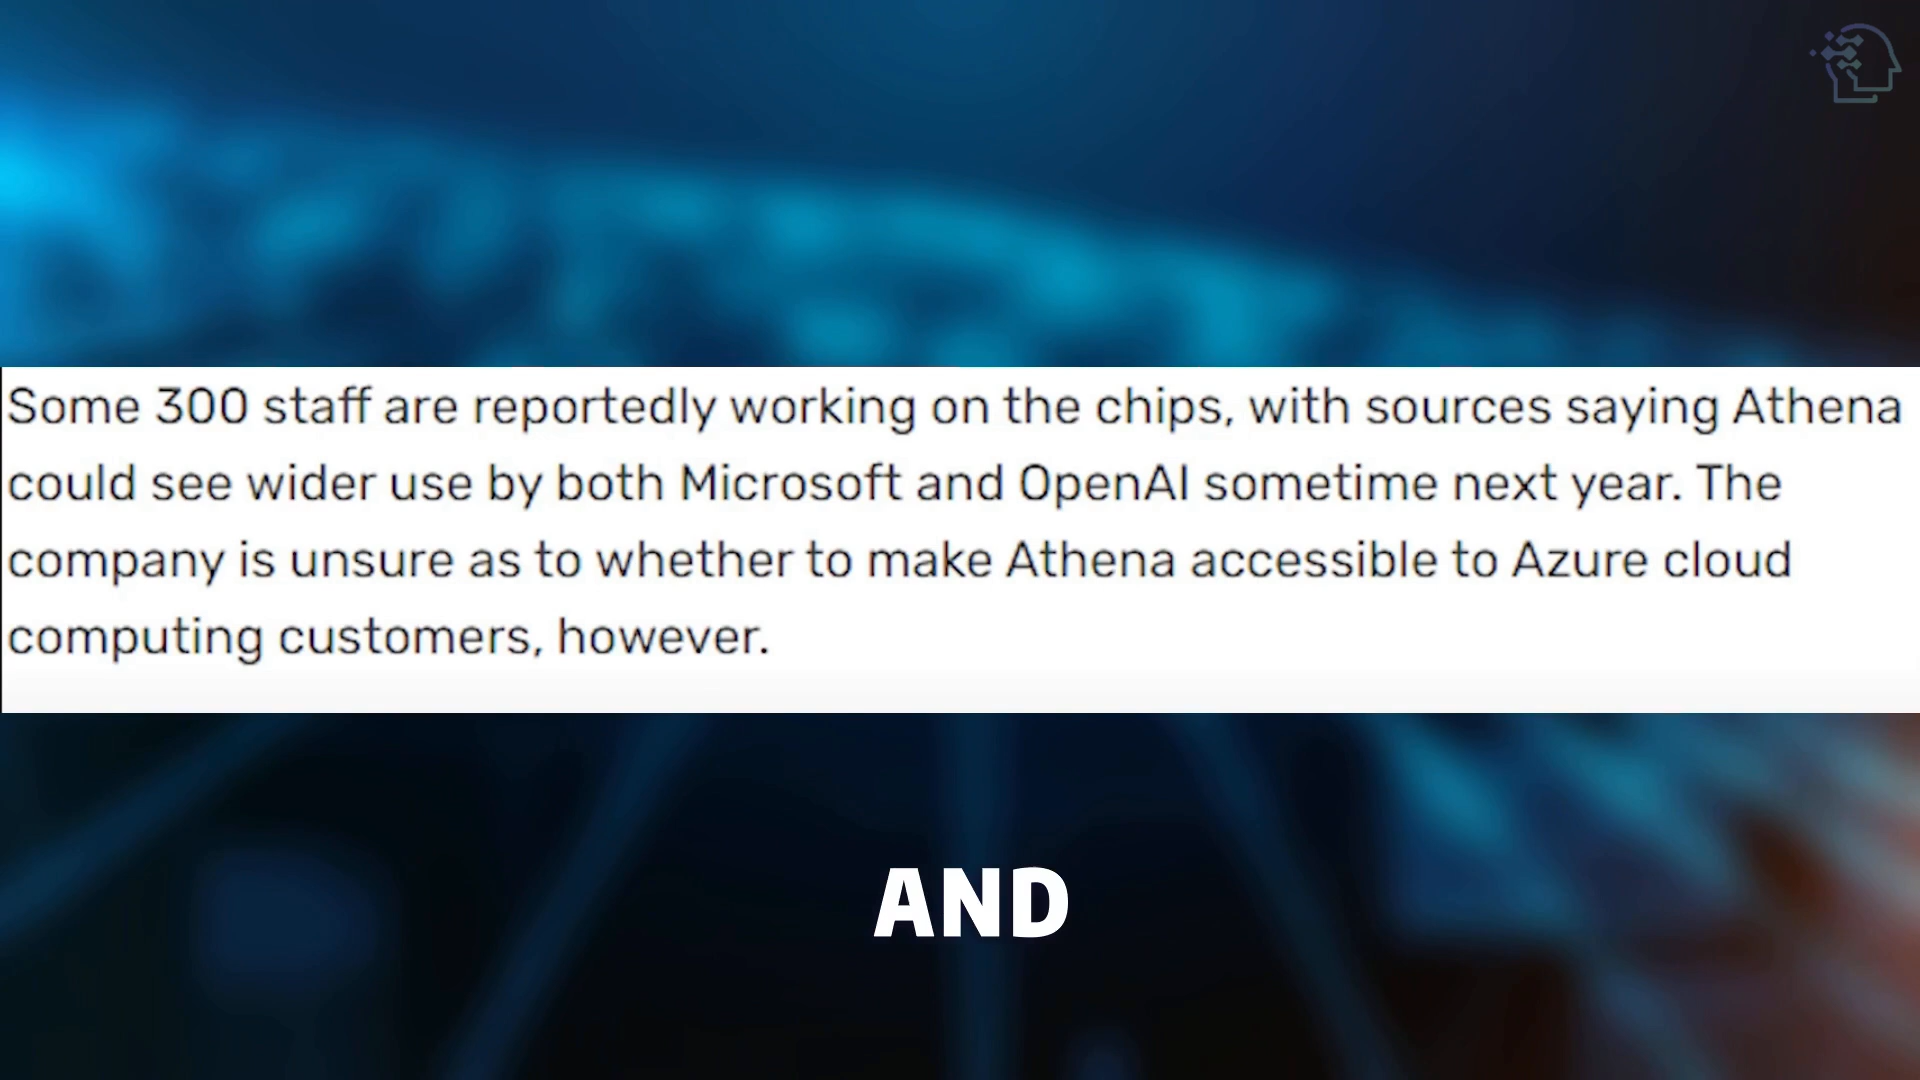 Some 300 staff are reportedly working on the chips, with sources saying Athena
could see wider use by both Microsoft and OpenAI sometime next year. The
company is unsure as to whether to make Athena accessible to Azure cloud
computing customers, however.
AND